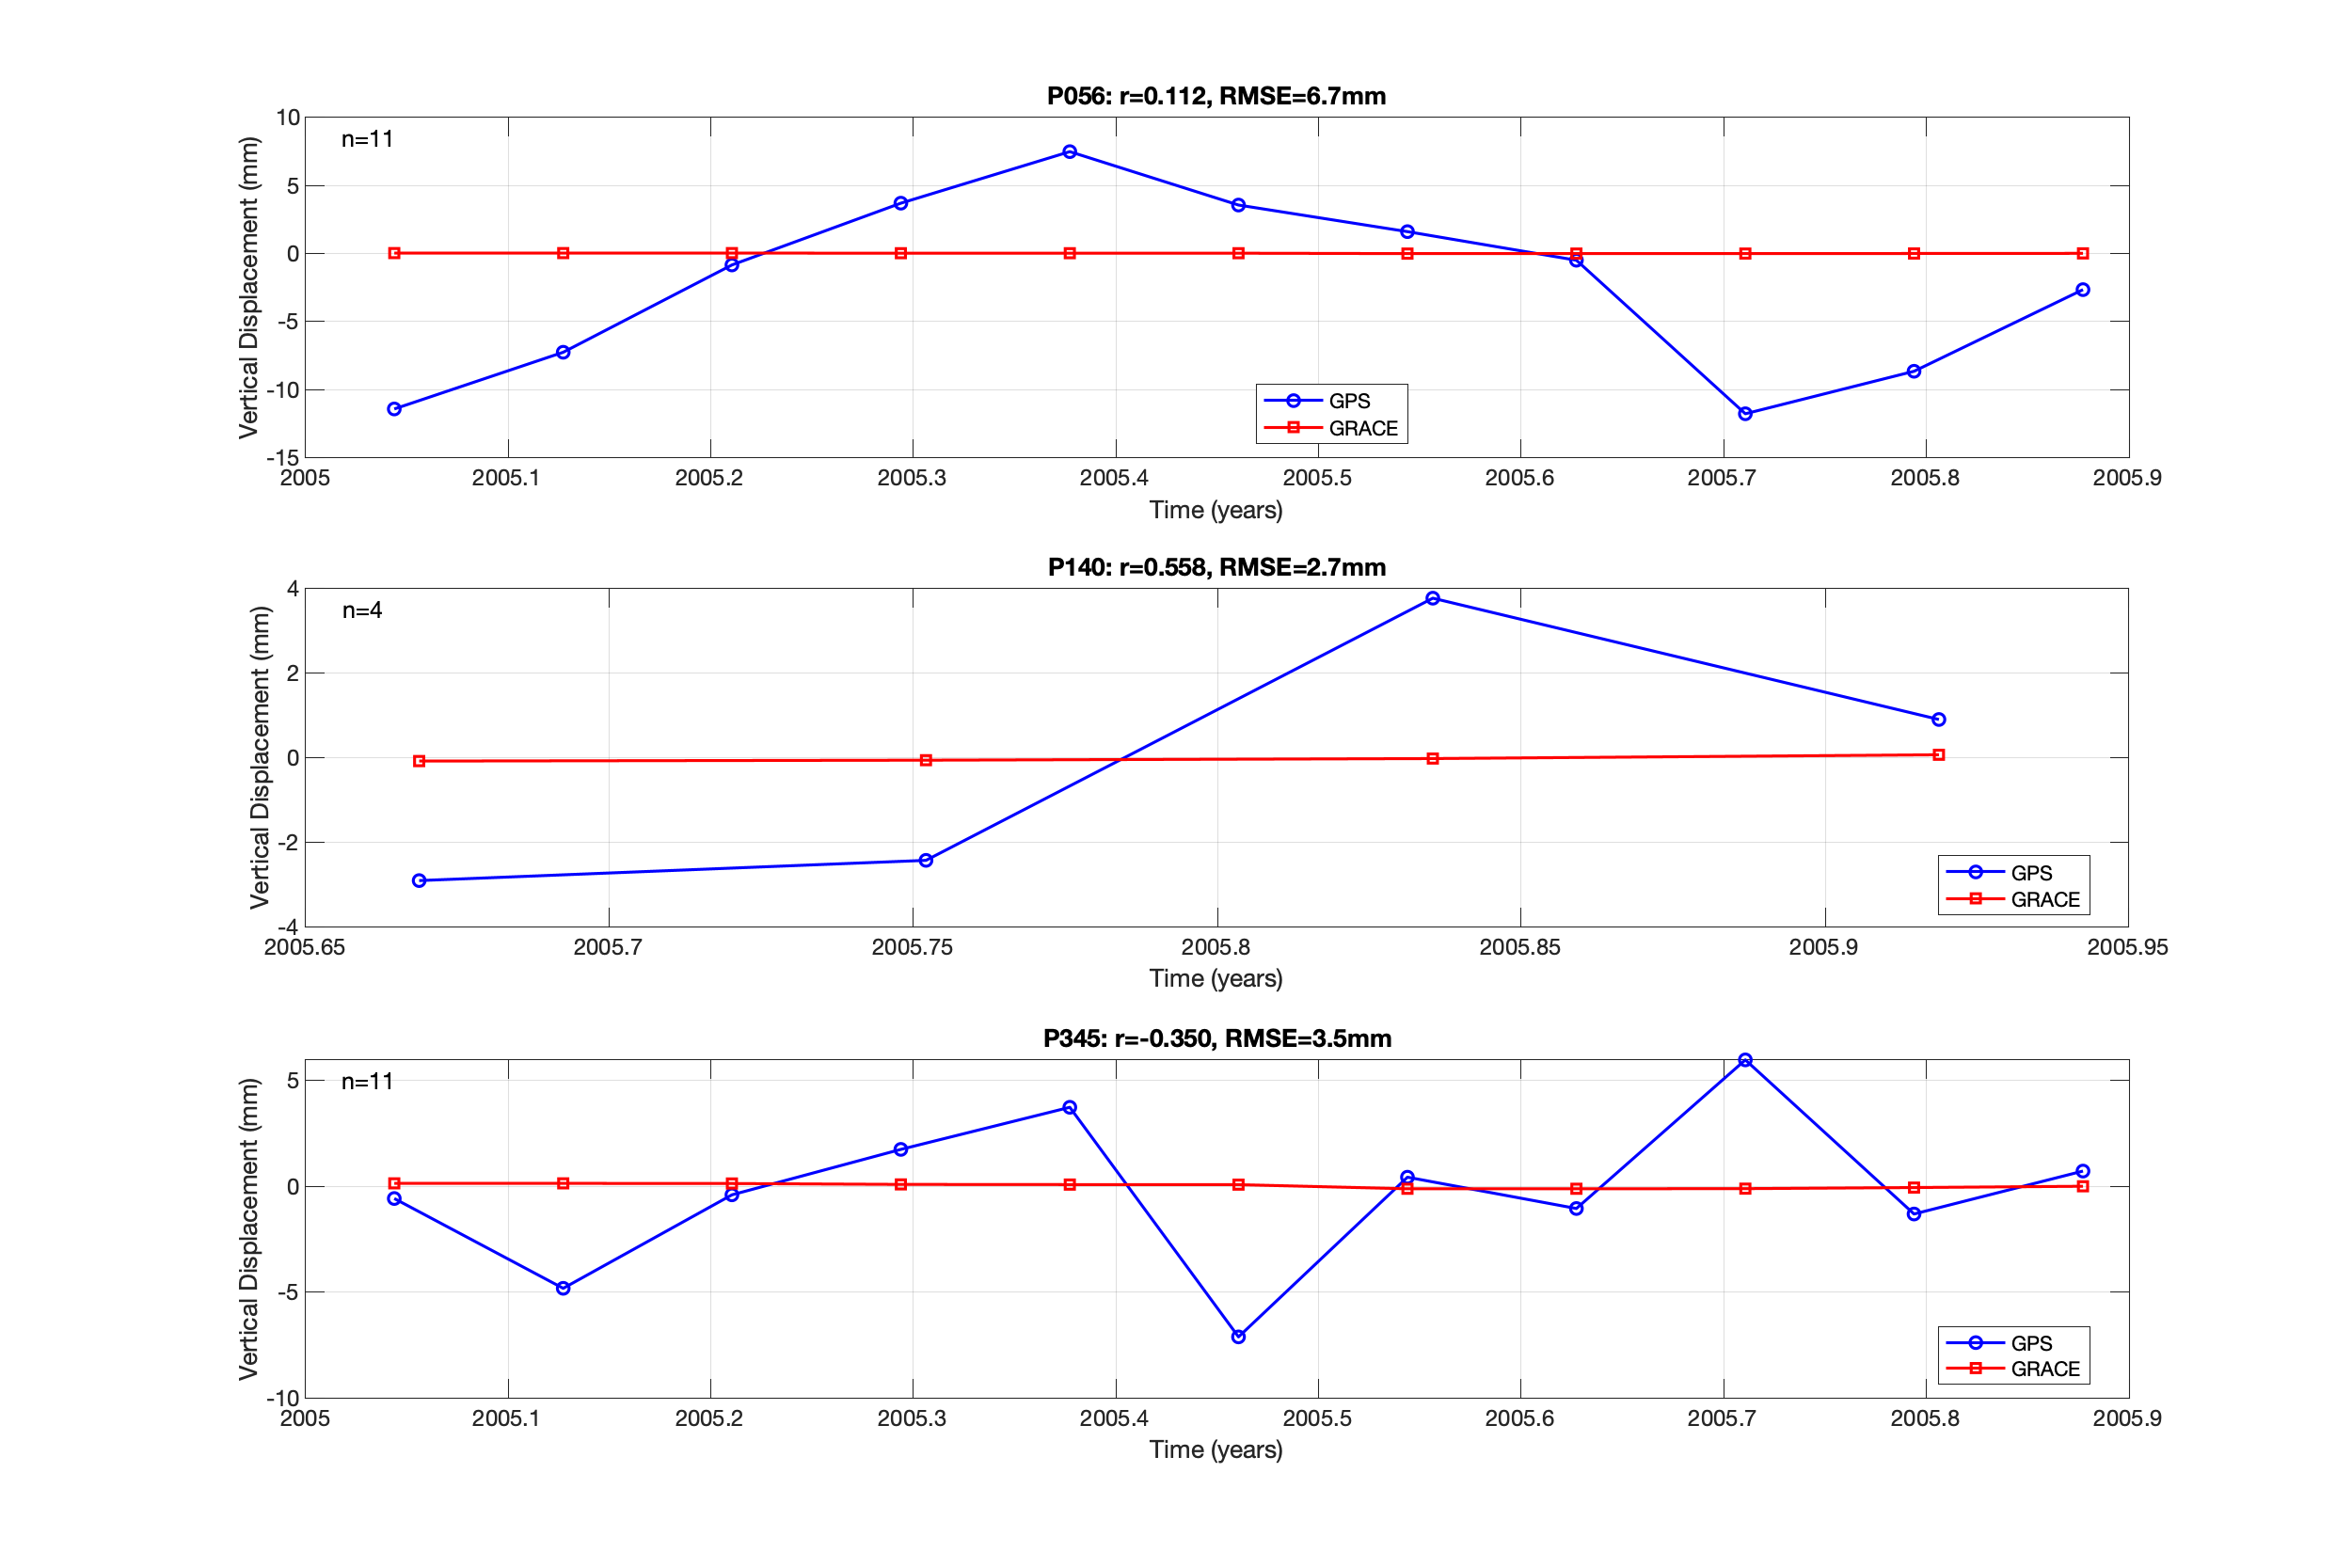 P056: r=0.112, RMSE=6.7mm
n=11
Vertical Displacement (mm)
10
5
0
-5
-10
-15
GPS
GRACE
2005 2005.1 2005.2 2005.3 2005.4 2005.5 2005.6 2005.7 2005.8 2005.9
Time (years)
P140: r=0.558, RMSE=2.7mm
n=4
Vertical Displacement (mm)
4
2
0
-2
-4
GPS
GRACE
2005.65 2005.7 2005.75 2005.8 2005.85 2005.9 2005.95
Time (years)
P345: r=-0.350, RMSE=3.5mm
n=11
Vertical Displacement (mm)
5
0
-5
-10
GPS
GRACE
2005 2005.1 2005.2 2005.3 2005.4 2005.5 2005.6 2005.7 2005.8 2005.9
Time (years)